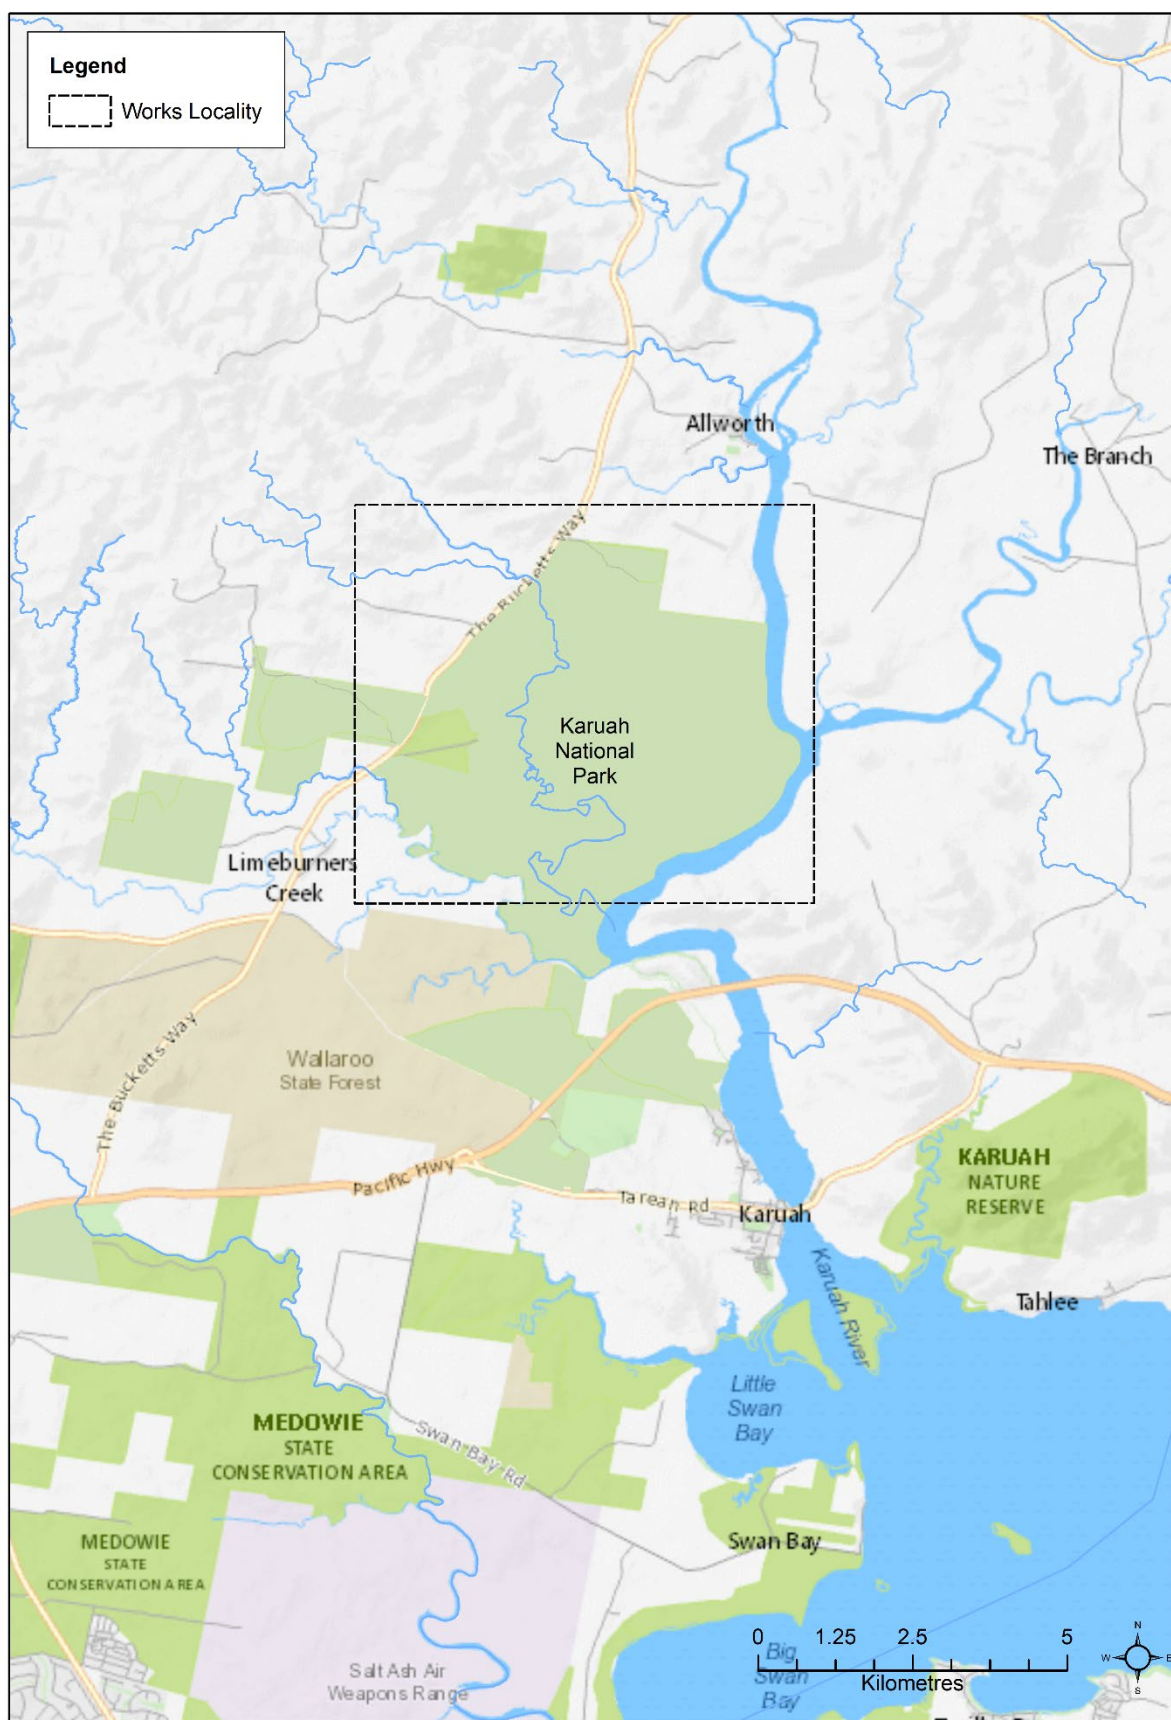 Legend
Works Locality
Allworth
The Branch
The Bucketts Way
Karuah
National
Park
Limeburners
Creek
Wallaroo
State Forest
The Bucketts Way
Pacific Hwy
Tarean Rd
Karuah
KARUAH
NATURE
RESERVE
Karuah River
Tahlee
Little
Swan
Bay
MEDOWIE
STATE
CONSERVATION AREA
Swan Bay Rd
Swan Bay
MEDOWIE
STATE
CONSERVATION AREA
Salt Ash Air
Weapons Range
Big
Swan
Bay
0 1.25 2.5 5
Kilometres
N
W E
S